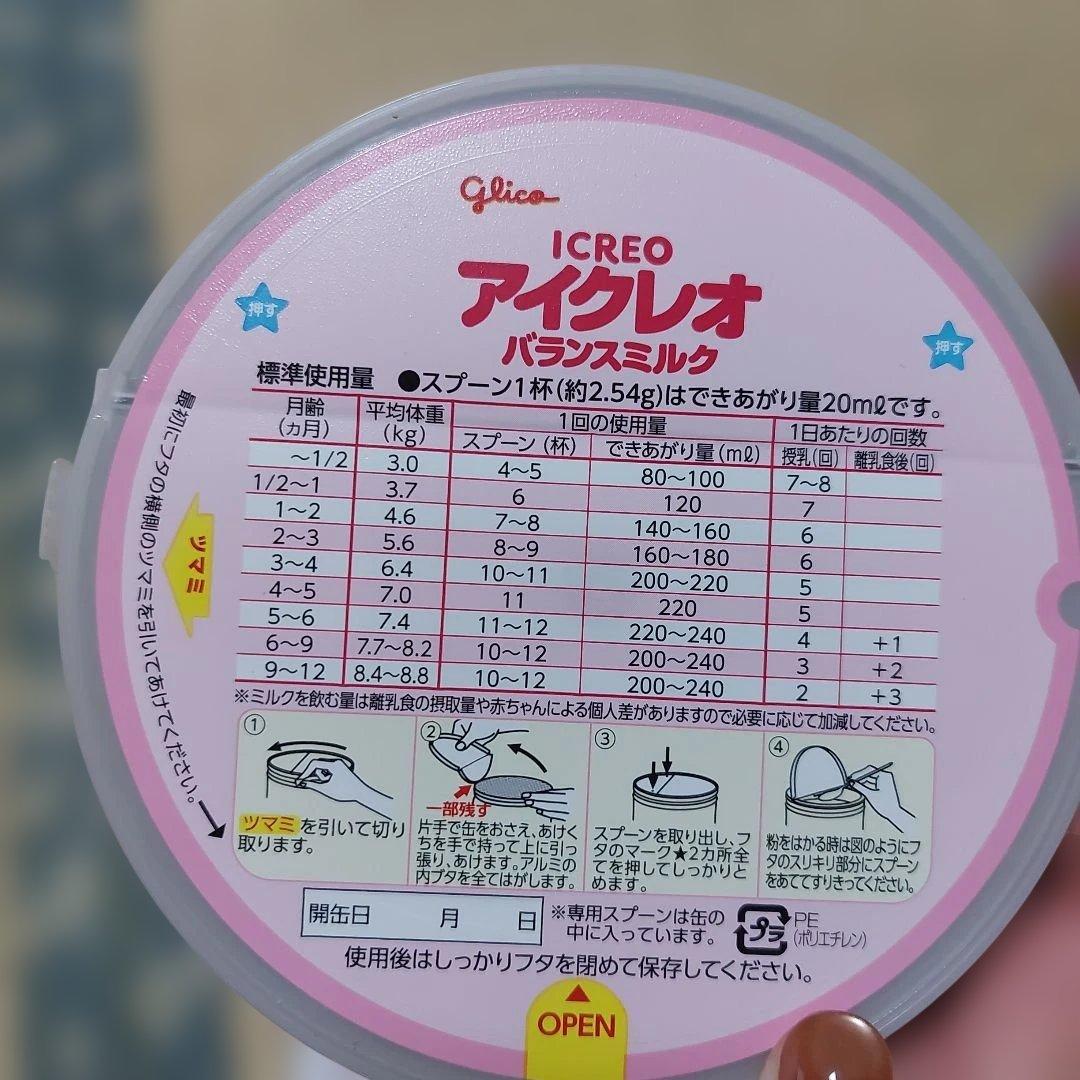 Glico
ICREO
アイクレオ
バランスミルク
押す
押す
標準使用量 ●スプーン1杯(約2.54g)はできあがり量20mℓです。
月齢(ヵ月) 平均体重(kg) 1回の使用量 1日あたりの回数
スプーン(杯) できあがり量(mℓ) 授乳(回) 離乳食後(回)
～1/2 3.0 4～5 80～100 7～8
1/2～1 3.7 6 120 7
1～2 4.6 7～8 140～160 6
2～3 5.6 8～9 160～180 6
3～4 6.4 10～11 200～220 5
4～5 7.0 11 220 5
5～6 7.4 11～12 220～240 4 +1
6～9 7.7～8.2 10～12 200～240 3 +2
9～12 8.4～8.8 10～12 200～240 2 +3
※ミルクを飲む量は離乳食の摂取量や赤ちゃんによる個人差がありますので必要に応じて加減してください。
最初にフタの横側のツマミを引いてあけてください。
ツマミ
①
ツマミを引いて切り
取ります。
②
一部残す
片手で缶をおさえ、あけく
ちを手で持って上に引っ
張り、あけます。アルミの
内ブタを全てはがします。
③
スプーンを取り出し、フ
タのマーク★2カ所全
てを押してしっかりと
めます。
④
粉をはかる時は図のようにフ
タのスリキリ部分にスプーン
をあててすりきってください。
開缶日 月 日
※専用スプーンは缶の
中に入っています。
プラ
PE
(ポリエチレン)
使用後はしっかりフタを閉めて保存してください。
OPEN